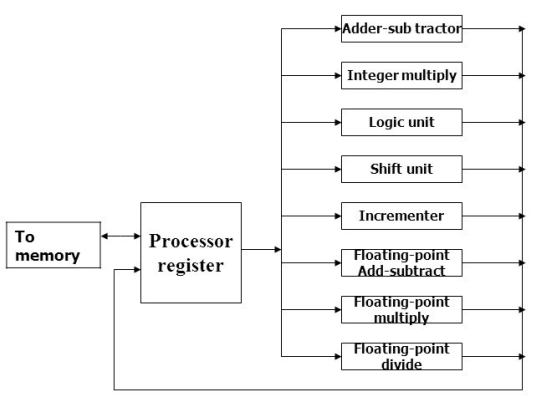 Adder-sub tractor
Integer multiply
Logic unit
Shift unit
Incrementer
To
memory
Processor
register
Floating-point
Add-subtract
Floating-point
multiply
Floating-point
divide